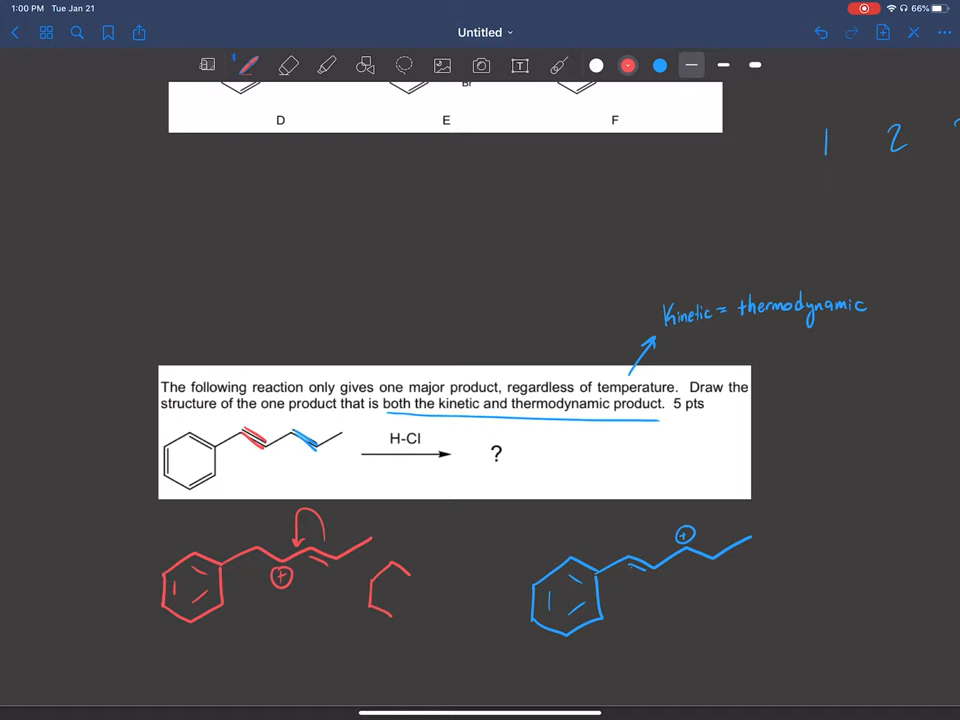 1:00 PM Tue Jan 21
66%
Untitled
T
Br
D E F
1 2
Kinetic = thermodynamic
The following reaction only gives one major product, regardless of temperature. Draw the
structure of the one product that is both the kinetic and thermodynamic product. 5 pts
H-Cl
?
+
+